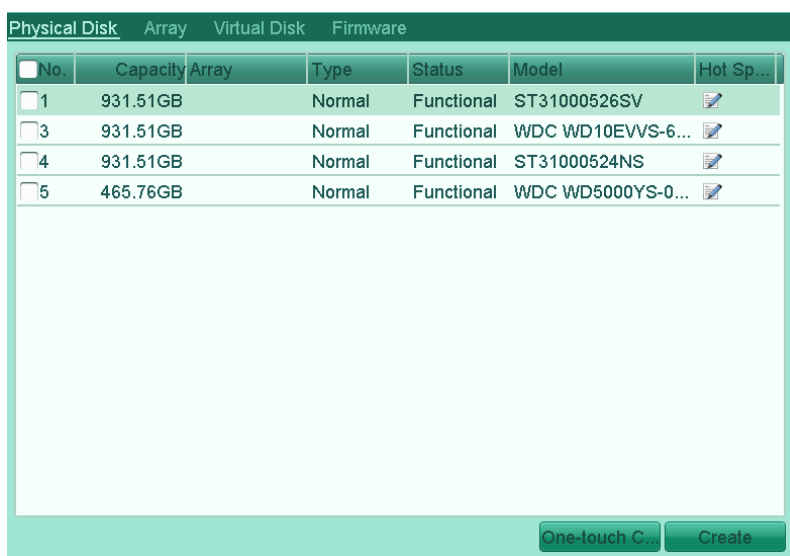 Physical Disk Array Virtual Disk Firmware
No. Capacity Array Type Status Model Hot Sp...
1 931.51GB Normal Functional ST31000526SV
3 931.51GB Normal Functional WDC WD10EVVS-6...
4 931.51GB Normal Functional ST31000524NS
5 465.76GB Normal Functional WDC WD5000YS-0...
One-touch C... Create